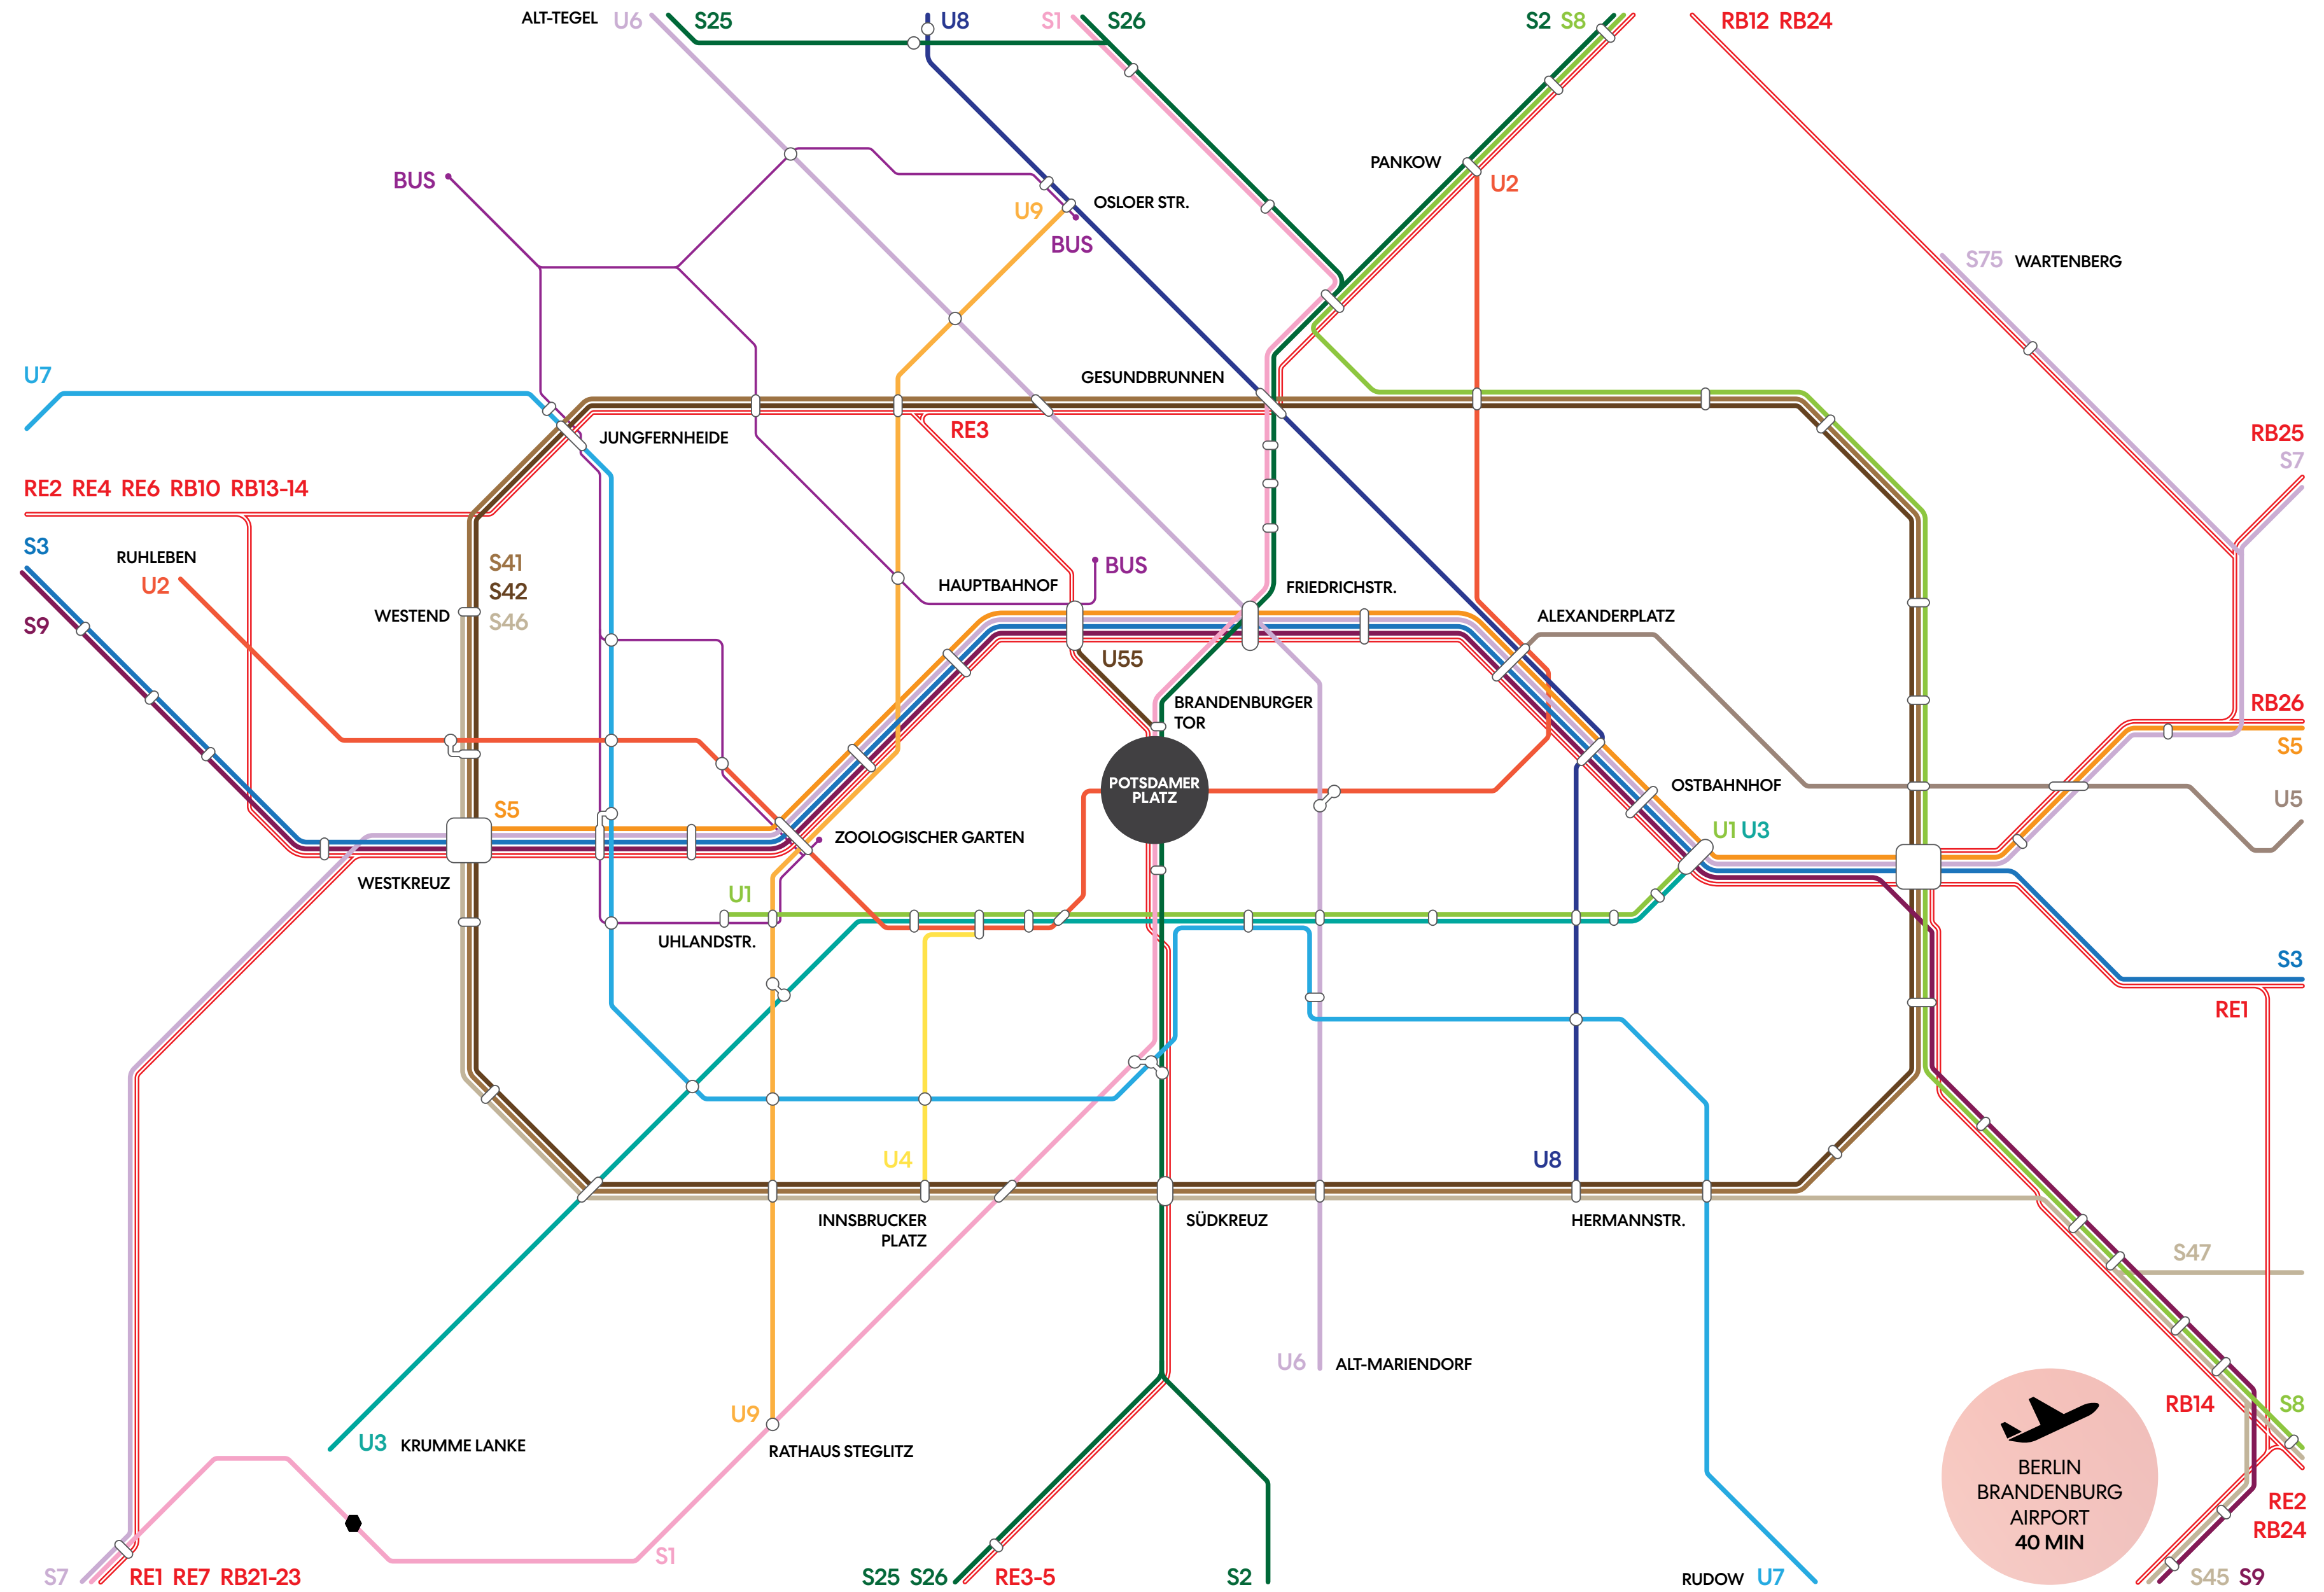 ALT-TEGEL U6 S25 U8 S1 S26 S2 S8 RB12 RB24
PANKOW
BUS
U2
OSLOER STR.
U9
BUS
S75 WARTENBERG
U7
GESUNDBRUNNEN
RE3
JUNGFERNHEIDE
RB25
S7
RE2 RE4 RE6 RB10 RB13-14
S3
RUHLEBEN
U2
S41
S42
S46
WESTEND
S9
HAUPTBAHNHOF
BUS
FRIEDRICHSTR.
ALEXANDERPLATZ
U55
BRANDENBURGER
TOR
RB26
S5
POTSDAMER
PLATZ
OSTBAHNHOF
U5
S5
ZOOLOGISCHER GARTEN
U1 U3
WESTKREUZ
U1
UHLANDSTR.
S3
RE1
U4
U8
INNSBRUCKER
PLATZ
SÜDKREUZ
HERMANNSTR.
S47
U6 ALT-MARIENDORF
RB14
S8
U9
RATHAUS STEGLITZ
U3 KRUMME LANKE
BERLIN
BRANDENBURG
AIRPORT
40 MIN
RE2
RB24
S1
S7 RE1 RE7 RB21-23
S25 S26 RE3-5
S2
RUDOW U7
S45 S9